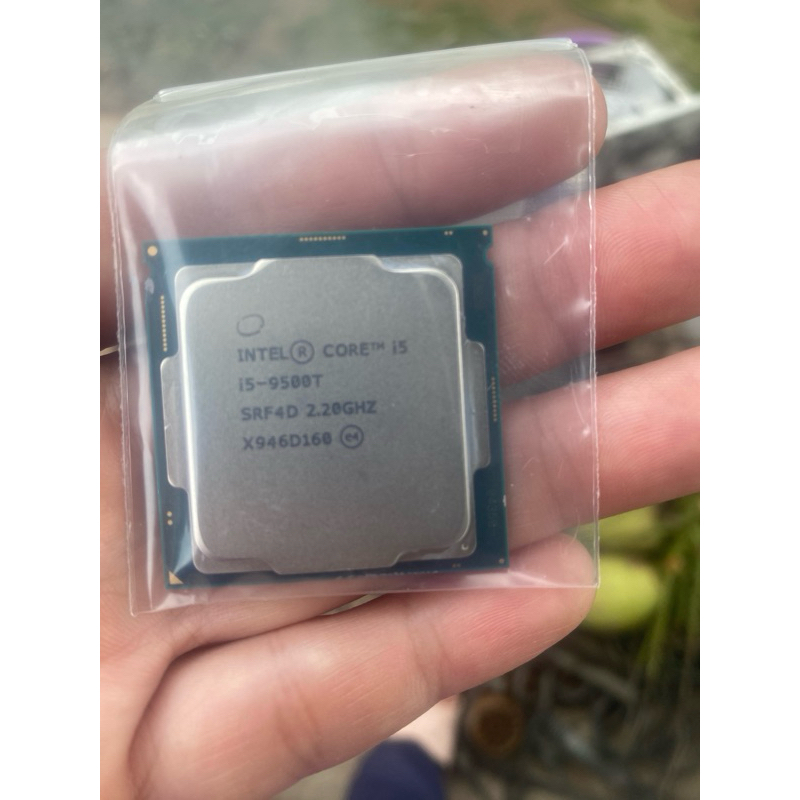 INTEL® CORE™ i5
i5-9500T
SRF4D 2.20GHZ
X946D160 e4